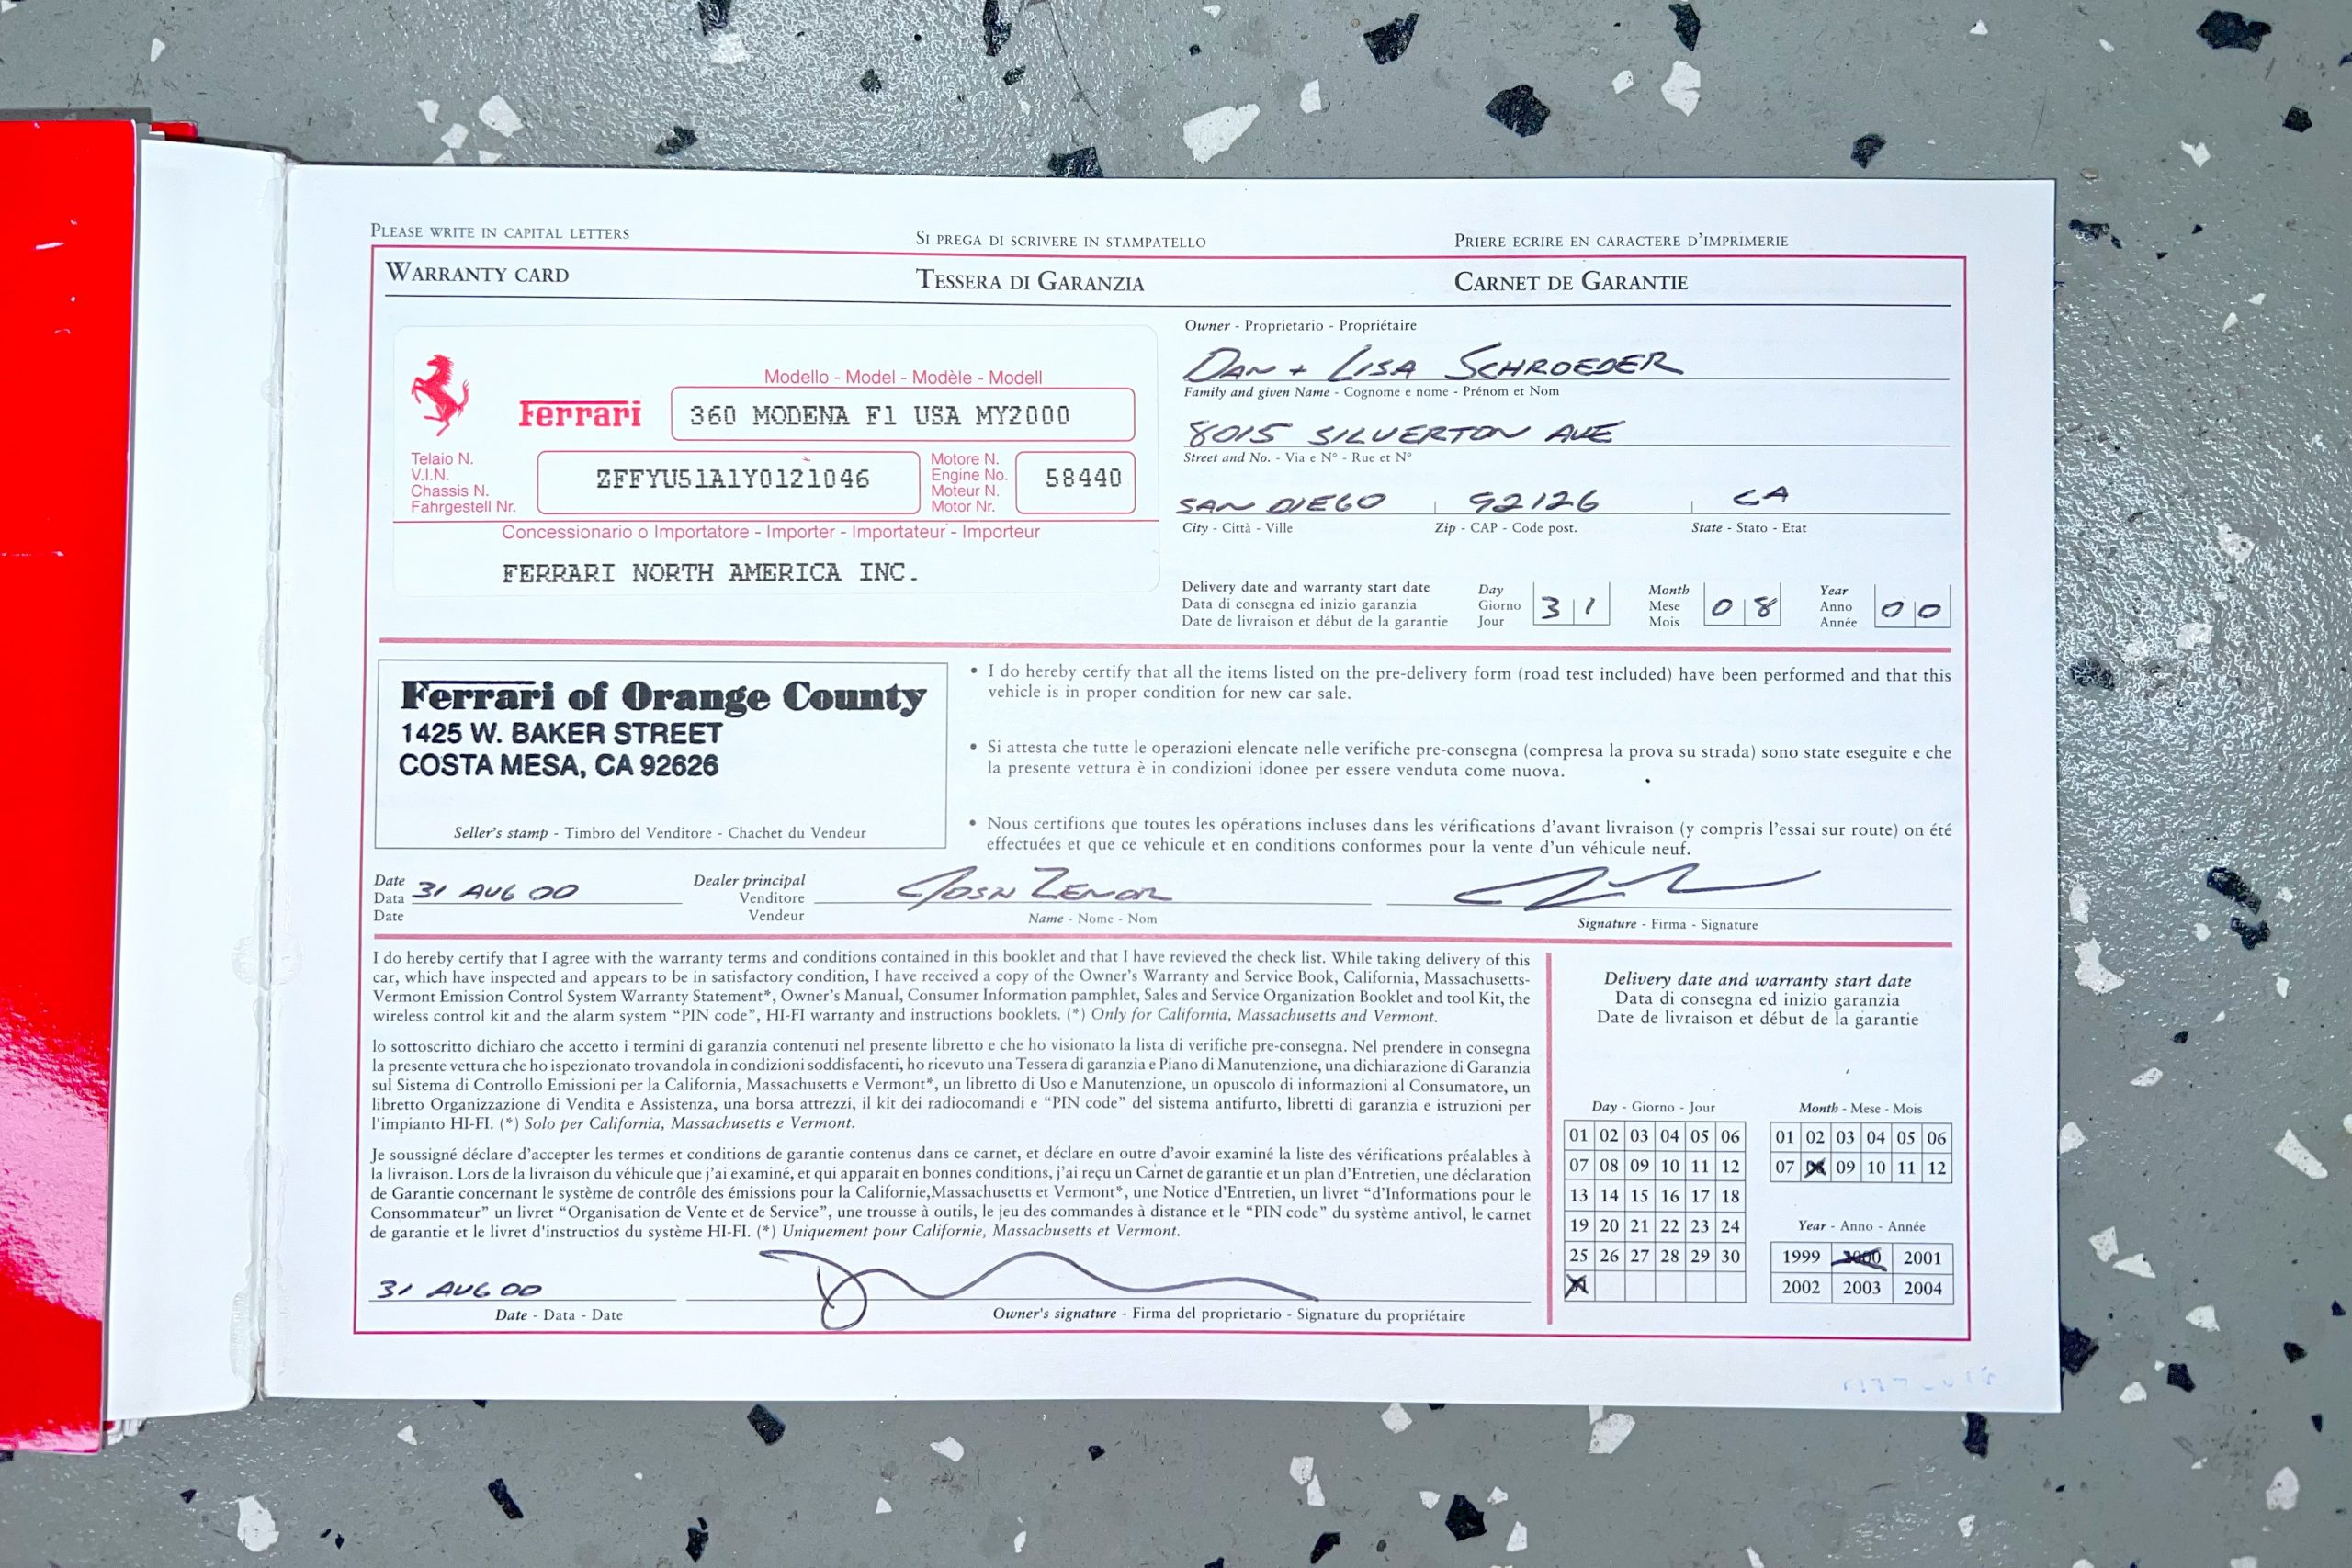 PLEASE WRITE IN CAPITAL LETTERS
SI PREGA DI SCRIVERE IN STAMPATELLO
PRIERE ECRIRE EN CARACTERE D'IMPRIMERIE
WARRANTY CARD
TESSERA DI GARANZIA
CARNET DE GARANTIE
Modello - Model - Modèle - Modell
Ferrari
360 MODENA F1 USA MY2000
Telaio N.
V.I.N.
Chassis N.
Fahrgestell Nr.
ZFFYU51A1Y0121046
Motore N.
Engine No.
Moteur N.
Motor Nr.
58440
Concessionario o Importatore - Importer - Importateur - Importeur
FERRARI NORTH AMERICA INC.
Owner - Proprietario - Propriétaire
DAN + LISA SCHROEDER
Family and given Name - Cognome e nome - Prénom et Nom
8015 SILVERTON AVE
Street and No. - Via e N° - Rue et N°
SAN DIEGO 92126 CA
City - Città - Ville
Zip - CAP - Code post.
State - Stato - Etat
Delivery date and warranty start date
Data di consegna ed inizio garanzia
Date de livraison et début de la garantie
Day
Giorno
Jour
31
Month
Mese
Mois
08
Year
Anno
Année
00
Ferrari of Orange County
1425 W. BAKER STREET
COSTA MESA, CA 92626
Seller's stamp - Timbro del Venditore - Chachet du Vendeur
• I do hereby certify that all the items listed on the pre-delivery form (road test included) have been performed and that this
vehicle is in proper condition for new car sale.
• Si attesta che tutte le operazioni elencate nelle verifiche pre-consegna (compresa la prova su strada) sono state eseguite e che
la presente vettura è in condizioni idonee per essere venduta come nuova.
• Nous certifions que toutes les opérations incluses dans les vérifications d'avant livraison (y compris l'essai sur route) on été
effectuées et que ce vehicule et en conditions conformes pour la vente d'un véhicule neuf.
Date
Data
Date
31 AUG 00
Dealer principal
Venditore
Vendeur
JOSH ZENOR
Name - Nome - Nom
Signature - Firma - Signature
I do hereby certify that I agree with the warranty terms and conditions contained in this booklet and that I have revieved the check list. While taking delivery of this
car, which have inspected and appears to be in satisfactory condition, I have received a copy of the Owner's Warranty and Service Book, California, Massachusetts-
Vermont Emission Control System Warranty Statement*, Owner's Manual, Consumer Information pamphlet, Sales and Service Organization Booklet and tool Kit, the
wireless control kit and the alarm system "PIN code", HI-FI warranty and instructions booklets. (*) Only for California, Massachusetts and Vermont.
Io sottoscritto dichiaro che accetto i termini di garanzia contenuti nel presente libretto e che ho visionato la lista di verifiche pre-consegna. Nel prendere in consegna
la presente vettura che ho ispezionato trovandola in condizioni soddisfacenti, ho ricevuto una Tessera di garanzia e Piano di Manutenzione, una dichiarazione di Garanzia
sul Sistema di Controllo Emissioni per la California, Massachusetts e Vermont*, un libretto di Uso e Manutenzione, un opuscolo di informazioni al Consumatore, un
libretto Organizzazione di Vendita e Assistenza, una borsa attrezzi, il kit dei radiocomandi e "PIN code" del sistema antifurto, libretti di garanzia e istruzioni per
l'impianto HI-FI. (*) Solo per California, Massachusetts e Vermont.
Je soussigné déclare d'accepter les termes et conditions de garantie contenus dans ce carnet, et déclare en outre d'avoir examiné la liste des vérifications préalables à
la livraison. Lors de la livraison du véhicule que j'ai examiné, et qui apparait en bonnes conditions, j'ai reçu un Carnet de garantie et un plan d'Entretien, une déclaration
de Garantie concernant le système de contrôle des émissions pour la Californie,Massachusetts et Vermont*, une Notice d'Entretien, un livret "d'Informations pour le
Consommateur" un livret "Organisation de Vente et de Service", une trousse à outils, le jeu des commandes à distance et le "PIN code" du système antivol, le carnet
de garantie et le livret d'instructios du système HI-FI. (*) Uniquement pour Californie, Massachusetts et Vermont.
31 AUG 00
Date - Data - Date
Owner's signature - Firma del proprietario - Signature du propriétaire
Delivery date and warranty start date
Data di consegna ed inizio garanzia
Date de livraison et début de la garantie
Day - Giorno - Jour
01 02 03 04 05 06
07 08 09 10 11 12
13 14 15 16 17 18
19 20 21 22 23 24
25 26 27 28 29 30
Month - Mese - Mois
01 02 03 04 05 06
07 09 10 11 12
Year - Anno - Année
1999 2000 2001
2002 2003 2004